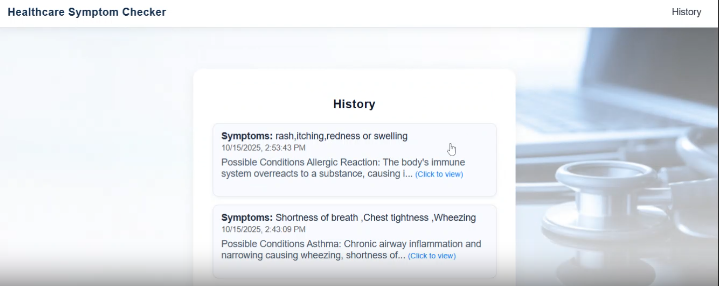 Healthcare Symptom Checker
History
History
Symptoms: rash,itching,redness or swelling
10/15/2025, 2:53:43 PM
Possible Conditions Allergic Reaction: The body's immune
system overreacts to a substance, causing i... (Click to view)
Symptoms: Shortness of breath ,Chest tightness ,Wheezing
10/15/2025, 2:43:09 PM
Possible Conditions Asthma: Chronic airway inflammation and
narrowing causing wheezing, shortness of... (Click to view)